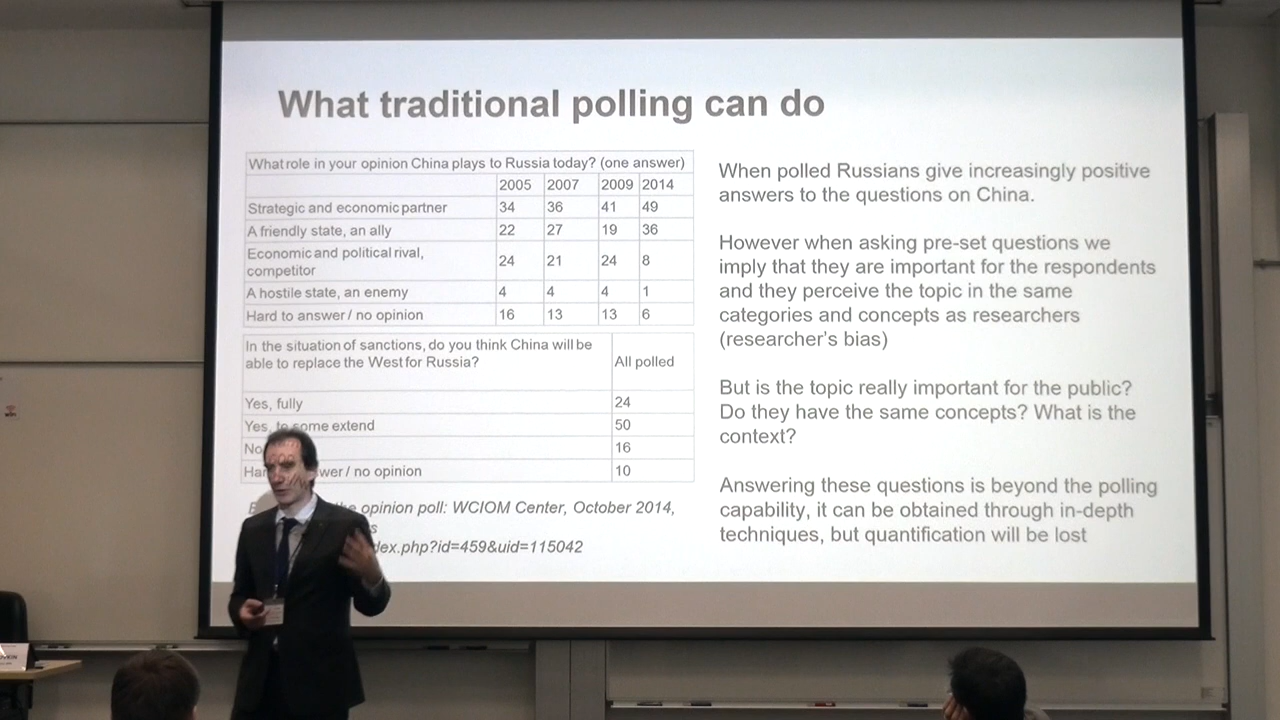 What traditional polling can do
What role in your opinion China plays to Russia today? (one answer)
2005 2007 2009 2014
Strategic and economic partner 34 36 41 49
A friendly state, an ally 22 27 19 36
Economic and political rival,
competitor 24 21 24 8
A hostile state, an enemy 4 4 4 1
Hard to answer / no opinion 16 13 13 6
In the situation of sanctions, do you think China will be
able to replace the West for Russia? All polled
Yes, fully 24
Yes, to some extend 50
No 16
/ no opinion 10
opinion poll: WCIOM Center, October 2014,
dex.php?id=459&uid=115042
When polled Russians give increasingly positive
answers to the questions on China.
However when asking pre-set questions we
imply that they are important for the respondents
and they perceive the topic in the same
categories and concepts as researchers
(researcher's bias)
But is the topic really important for the public?
Do they have the same concepts? What is the
context?
Answering these questions is beyond the polling
capability, it can be obtained through in-depth
techniques, but quantification will be lost